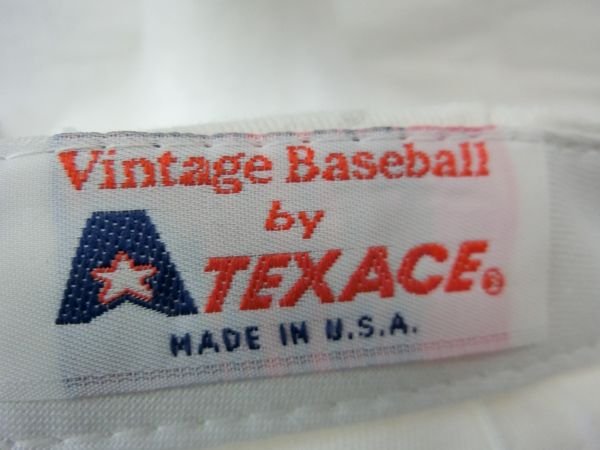 Vintage Baseball
by
TEXACE®
MADE IN U.S.A.